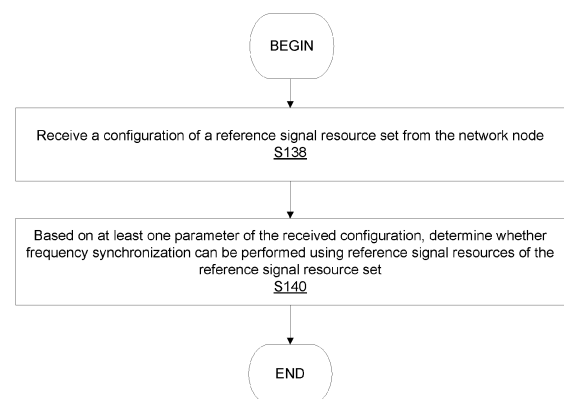 BEGIN
Receive a configuration of a reference signal resource set from the network node
S138
Based on at least one parameter of the received configuration, determine whether
frequency synchronization can be performed using reference signal resources of the
reference signal resource set
S140
END